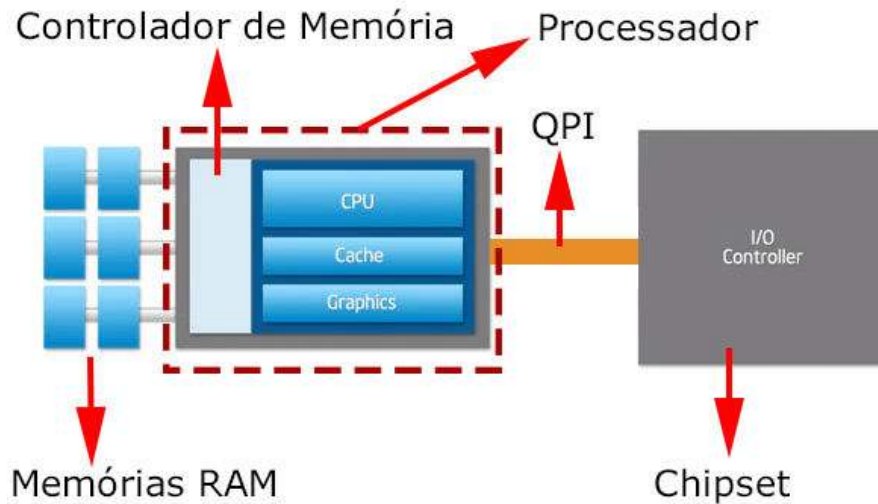 Controlador de Memória
Processador
QPI
CPU
Cache
Graphics
I/O
Controller
Memórias RAM
Chipset